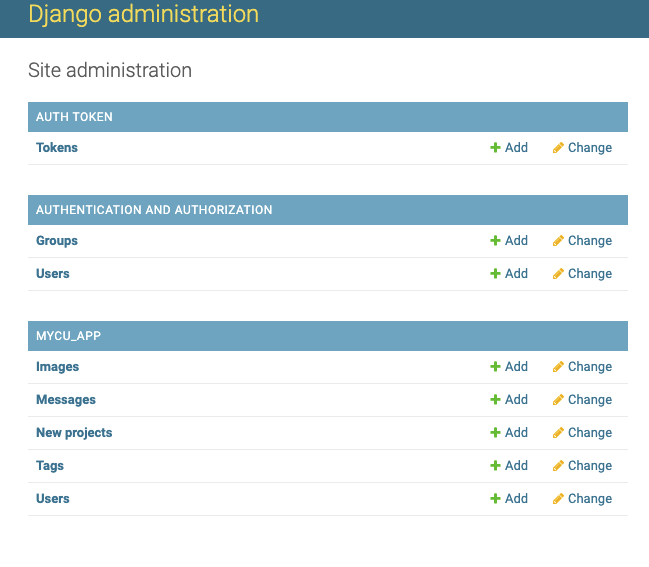 Django administration
Site administration
AUTH TOKEN
Tokens Add Change
AUTHENTICATION AND AUTHORIZATION
Groups Add Change
Users Add Change
MYCU_APP
Images Add Change
Messages Add Change
New projects Add Change
Tags Add Change
Users Add Change